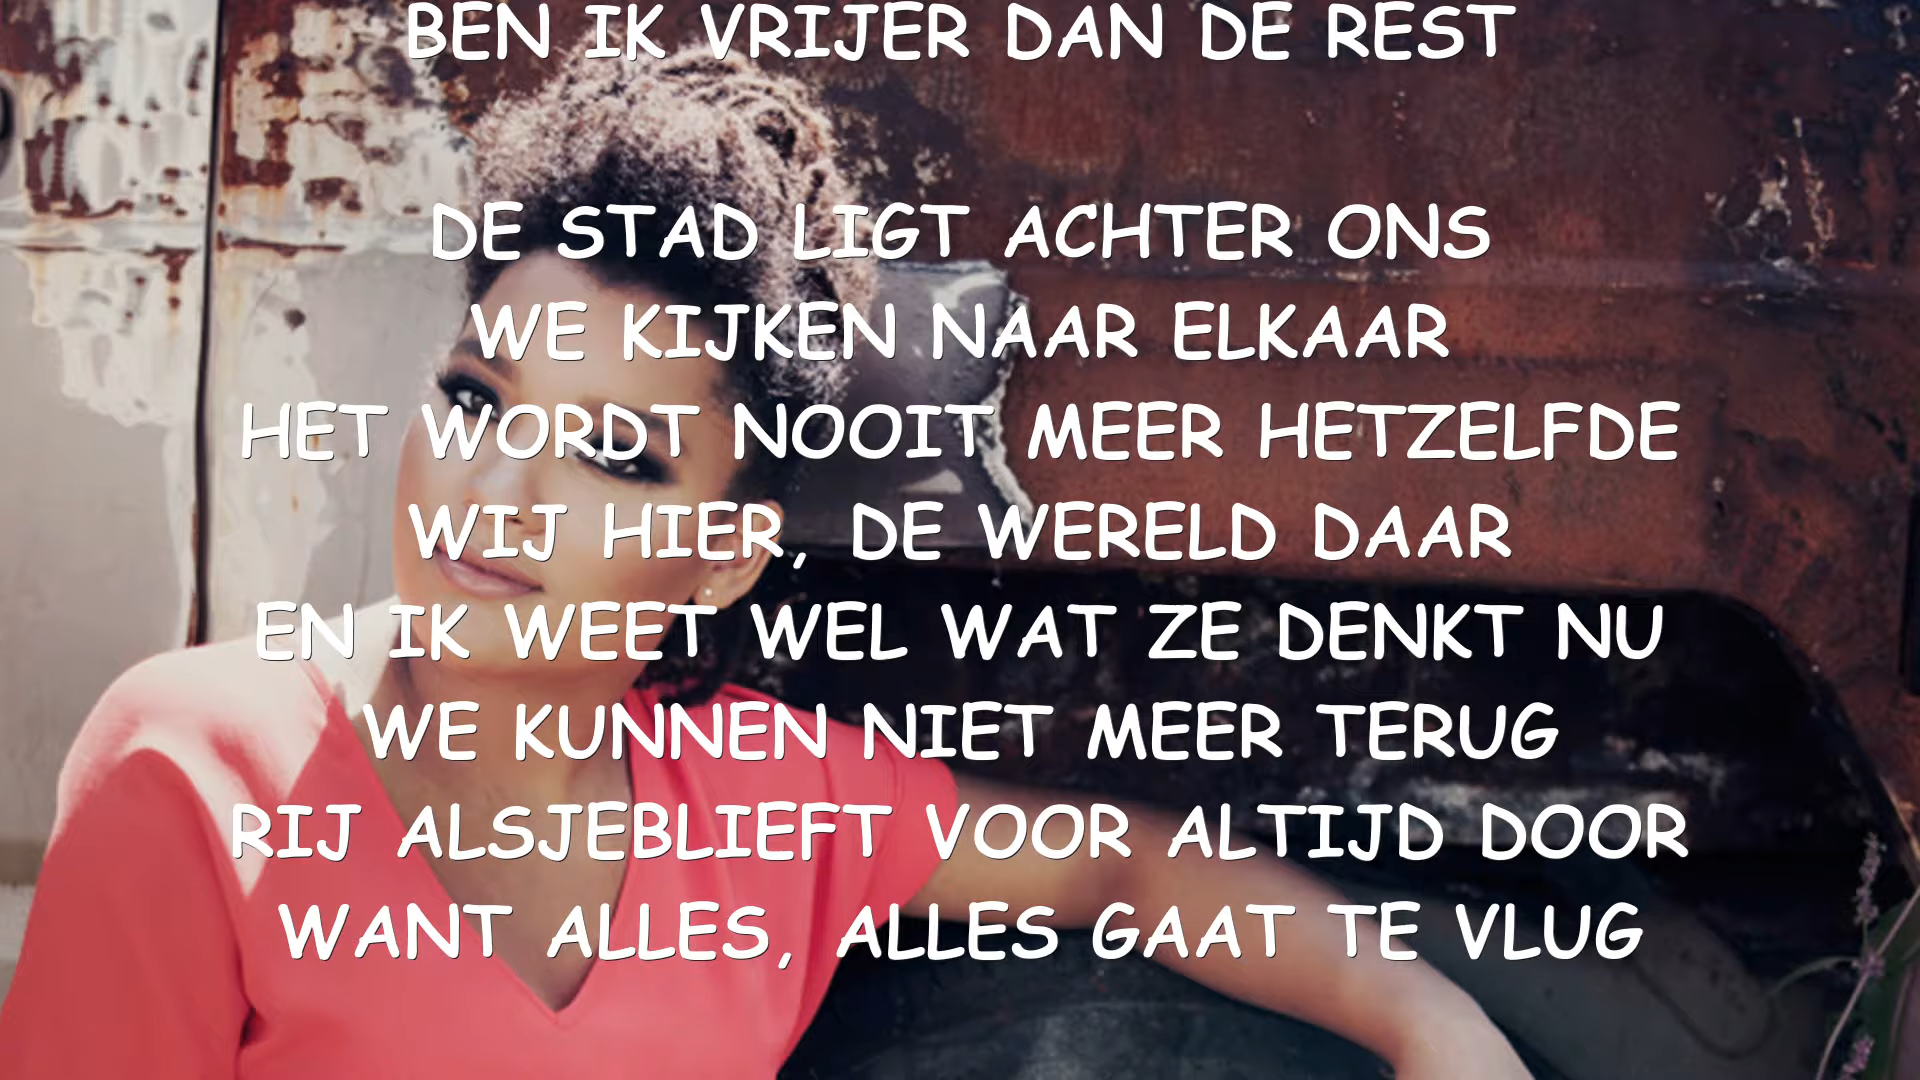 BEN IK VRIJER DAN DE REST
DE STAD LIGT ACHTER ONS
WE KIJKEN NAAR ELKAAR
HET WORDT NOOIT MEER HETZELFDE
WIJ HIER, DE WERELD DAAR
EN IK WEET WEL WAT ZE DENKT NU
WE KUNNEN NIET MEER TERUG
RIJ ALSJEBLIEFT VOOR ALTIJD DOOR
WANT ALLES, ALLES GAAT TE VLUG